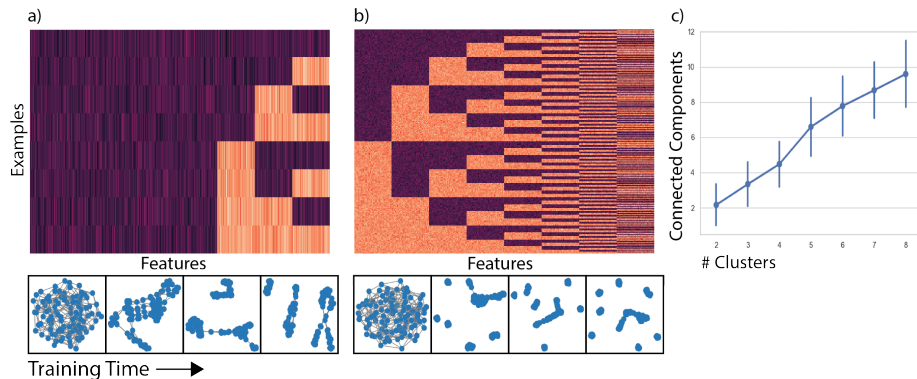 a)
b)
c)
Examples
Features
Features
Training Time
Connected Components
12
10
8
6
4
2
2 3 4 5 6 7 8
# Clusters